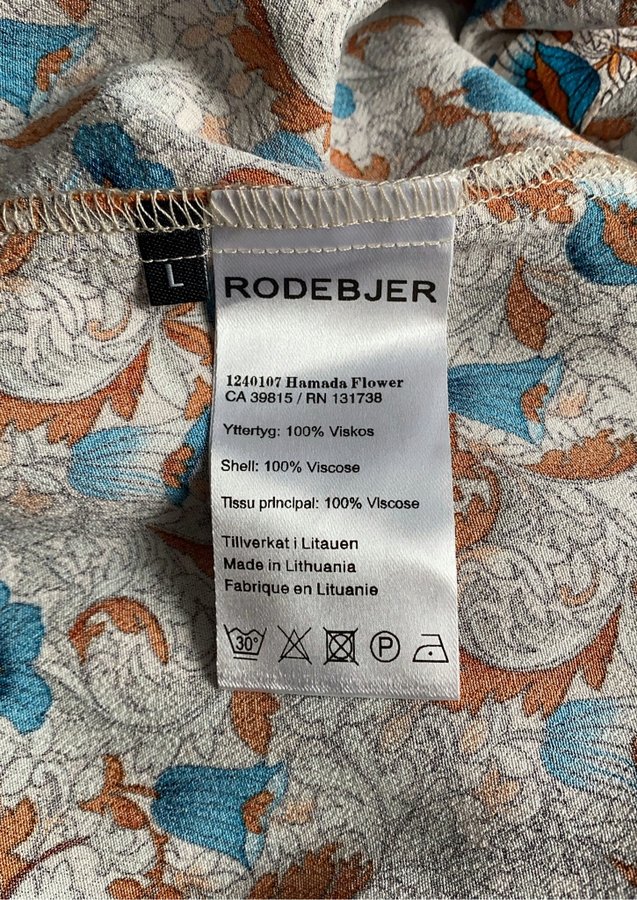 L
RODEBJER
1240107 Hamada Flower
CA 39815 / RN 131738
Yttertyg: 100% Viskos
Shell: 100% Viscose
Tissu principal: 100% Viscose
Tillverkat i Litauen
Made in Lithuania
Fabrique en Lituanie
30°
P